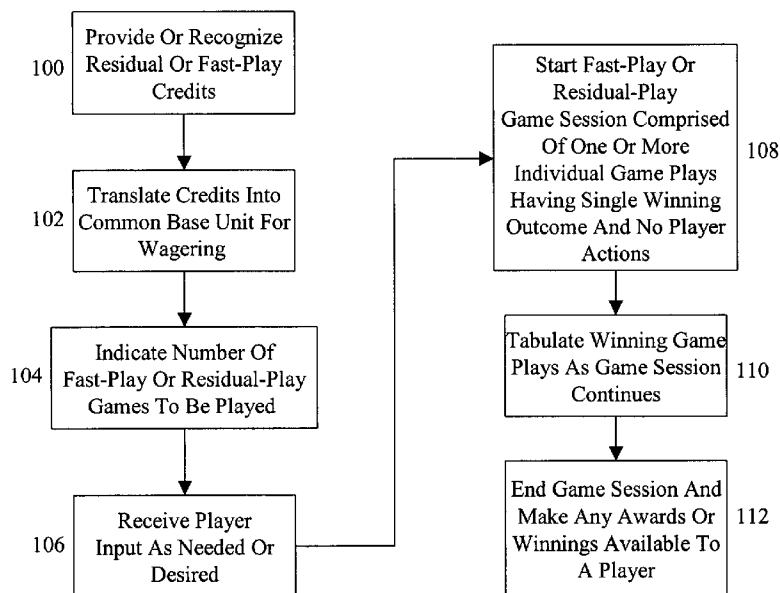 100
Provide Or Recognize
Residual Or Fast-Play
Credits
102
Translate Credits Into
Common Base Unit For
Wagering
104
Indicate Number Of
Fast-Play Or Residual-Play
Games To Be Played
106
Receive Player
Input As Needed Or
Desired
Start Fast-Play Or
Residual-Play
Game Session Comprised
Of One Or More
Individual Game Plays
Having Single Winning
Outcome And No Player
Actions
108
Tabulate Winning Game
Plays As Game Session
Continues
110
End Game Session And
Make Any Awards Or
Winnings Available To
A Player
112